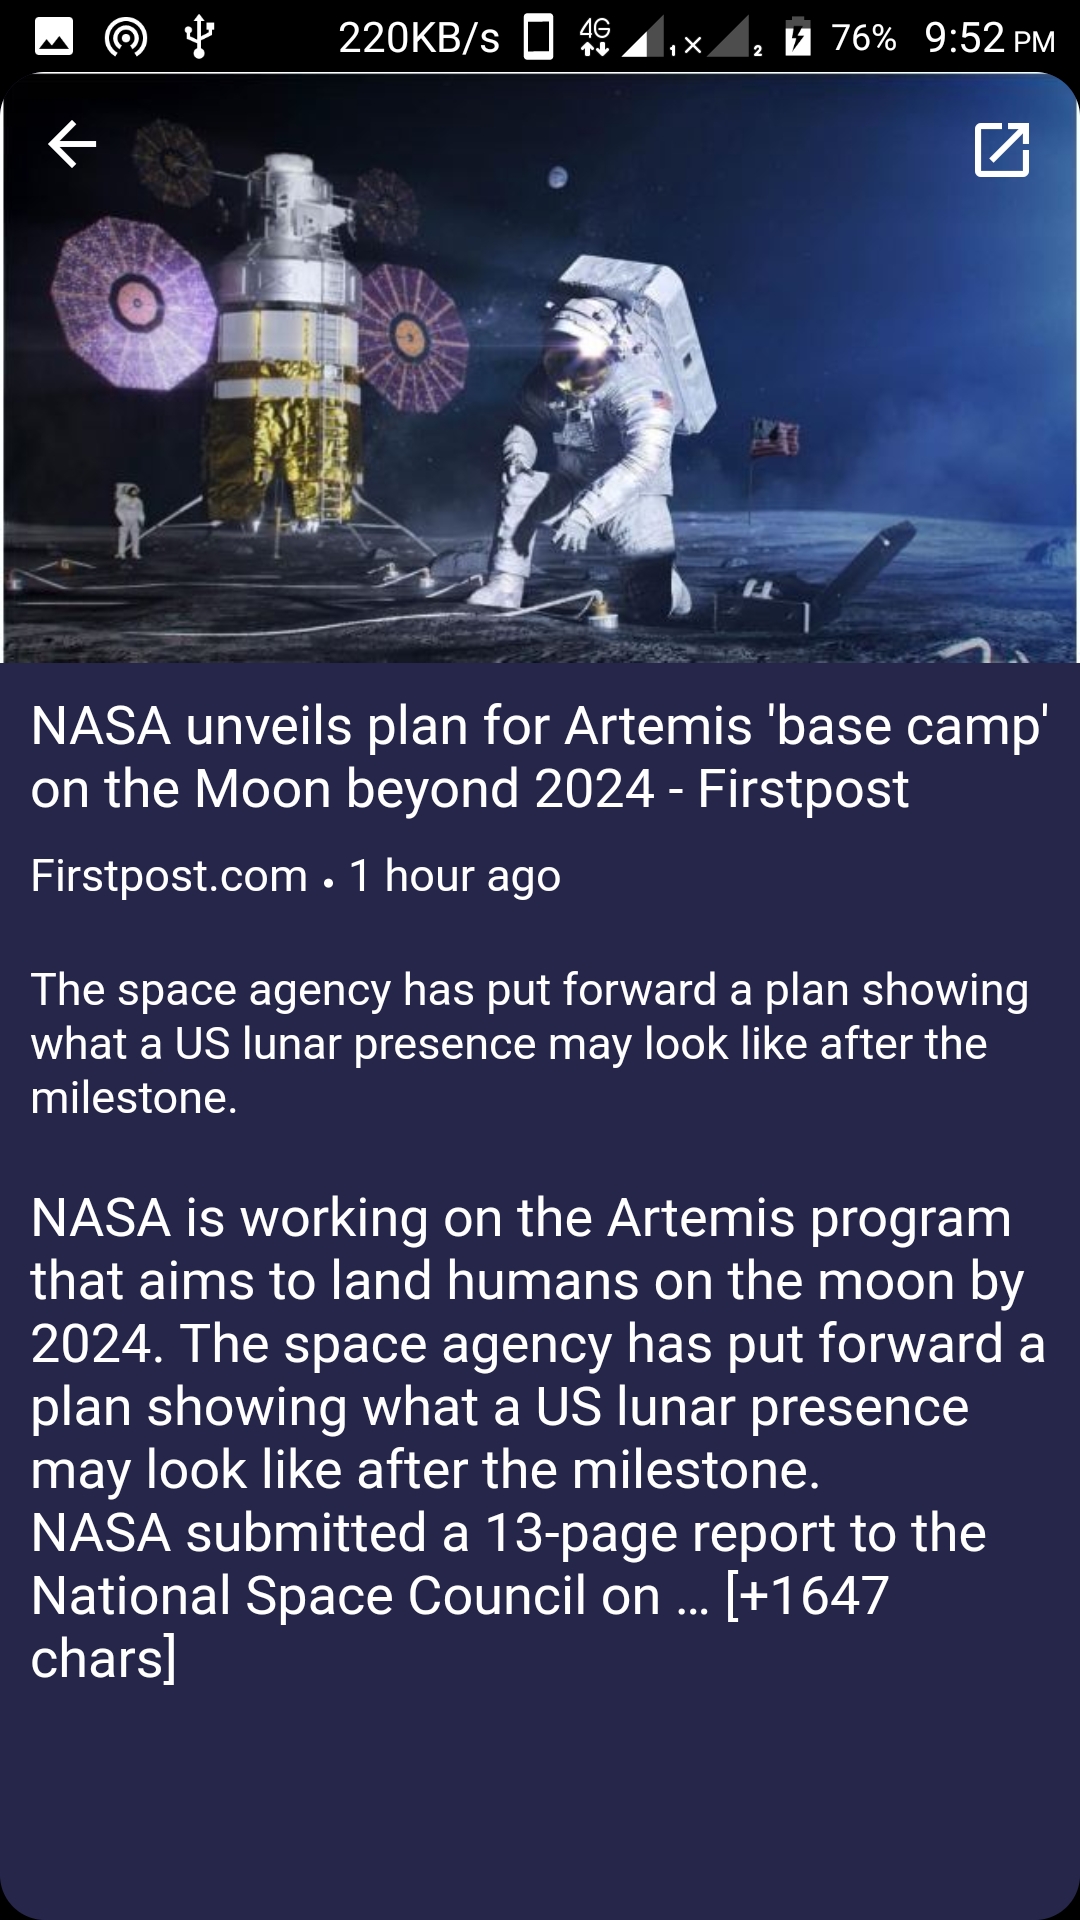 220KB/s 4G 1 x 2 76% 9:52 PM
NASA unveils plan for Artemis 'base camp'
on the Moon beyond 2024 - Firstpost
Firstpost.com • 1 hour ago
The space agency has put forward a plan showing
what a US lunar presence may look like after the
milestone.
NASA is working on the Artemis program
that aims to land humans on the moon by
2024. The space agency has put forward a
plan showing what a US lunar presence
may look like after the milestone.
NASA submitted a 13-page report to the
National Space Council on … [+1647
chars]